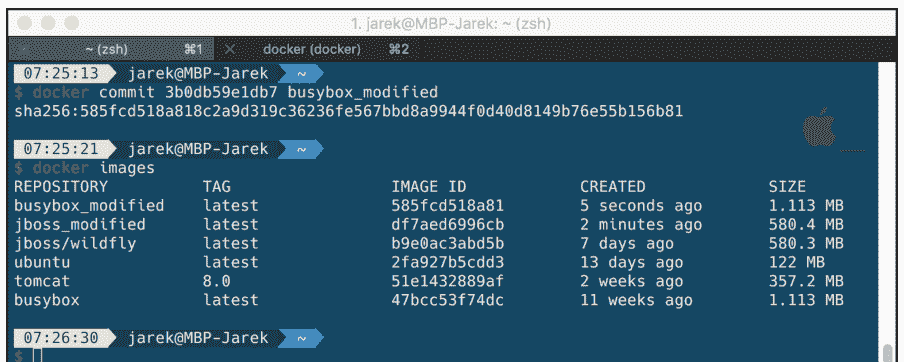 1. jarek@MBP-Jarek: ~ (zsh)
~ (zsh) ⌘1 × docker (docker) ⌘2
07:25:13 jarek@MBP-Jarek ~
$ docker commit 3b0db59e1db7 busybox_modified
sha256:585fcd518a818c2a9d319c36236fe567bbd8a9944f0d40d8149b76e55b156b81
07:25:21 jarek@MBP-Jarek ~
$ docker images
REPOSITORY TAG IMAGE ID CREATED SIZE
busybox_modified latest 585fcd518a81 5 seconds ago 1.113 MB
jboss_modified latest df7aed6996cb 2 minutes ago 580.4 MB
jboss/wildfly latest b9e0ac3abd5b 7 days ago 580.3 MB
ubuntu latest 2fa927b5cdd3 13 days ago 122 MB
tomcat 8.0 51e1432889af 2 weeks ago 357.2 MB
busybox latest 47bcc53f74dc 11 weeks ago 1.113 MB
07:26:30 jarek@MBP-Jarek ~
$